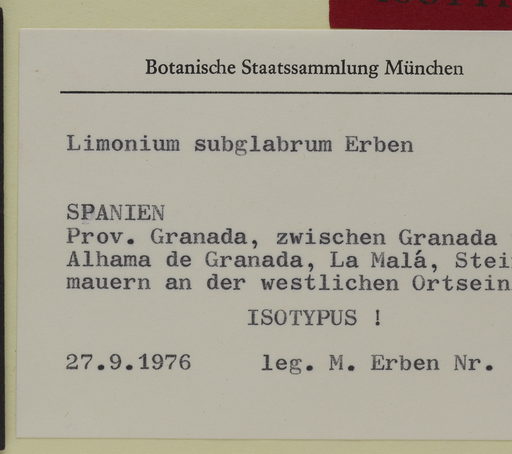 Botanische Staatssammlung München
Limonium subglabrum Erben
SPANIEN
Prov. Granada, zwischen Granada
Alhama de Granada, La Malá, Stei
mauern an der westlichen Ortsein
ISOTYPUS !
27.9.1976 leg. M. Erben Nr.